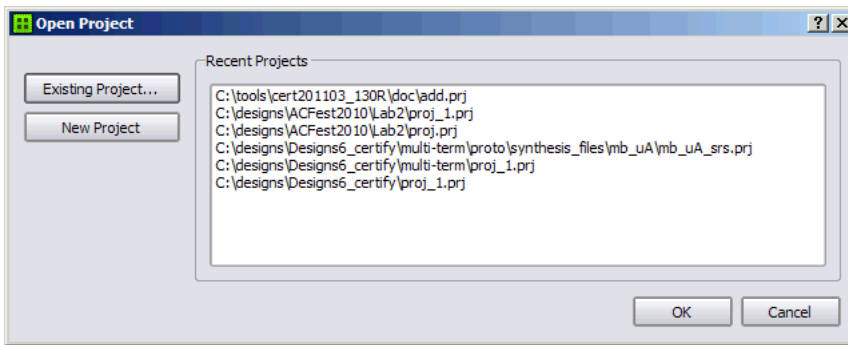 Open Project
Existing Project...
New Project
Recent Projects
C:\tools\cert201103_130R\doc\add.prj
C:\designs\ACFest2010\Lab2\proj_1.prj
C:\designs\ACFest2010\Lab2\proj.prj
C:\designs\Designs6_certify\multi-term\proto\synthesis_files\mb_uA\mb_uA_srs.prj
C:\designs\Designs6_certify\multi-term\proj_1.prj
C:\designs\Designs6_certify\proj_1.prj
OK
Cancel